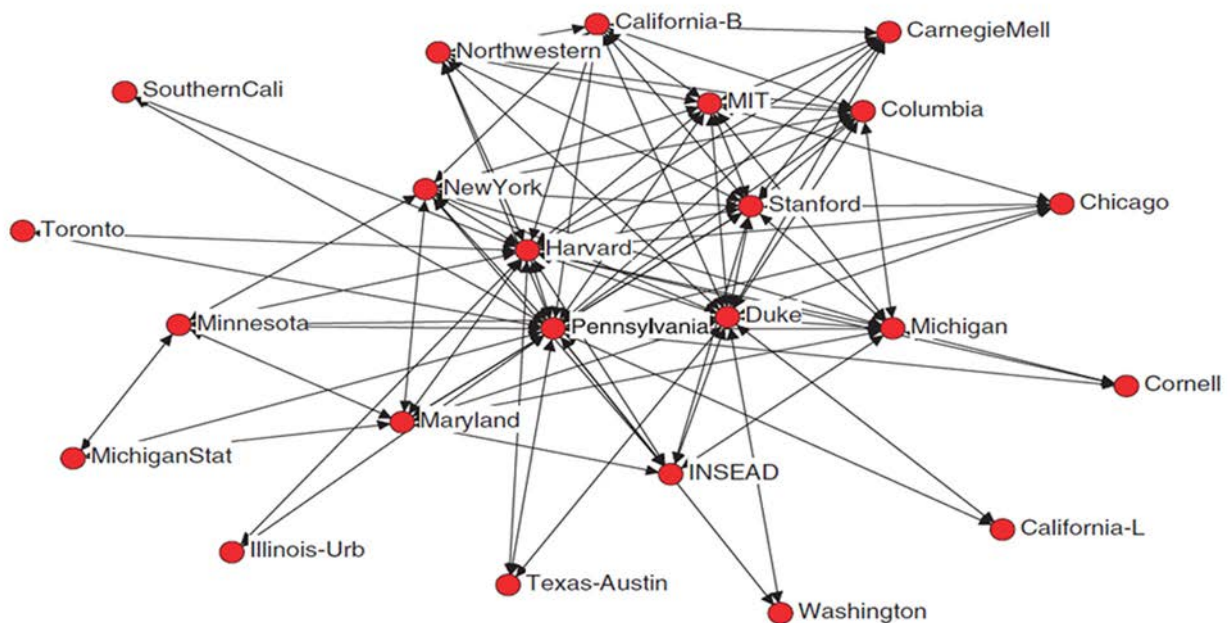 California-B
CarnegieMell
Northwestern
SouthernCali
MIT
Columbia
NewYork
Stanford
Chicago
Toronto
Harvard
Minnesota
Pennsylvania
Duke
Michigan
Cornell
Maryland
MichiganStat
INSEAD
California-L
Illinois-Urb
Texas-Austin
Washington